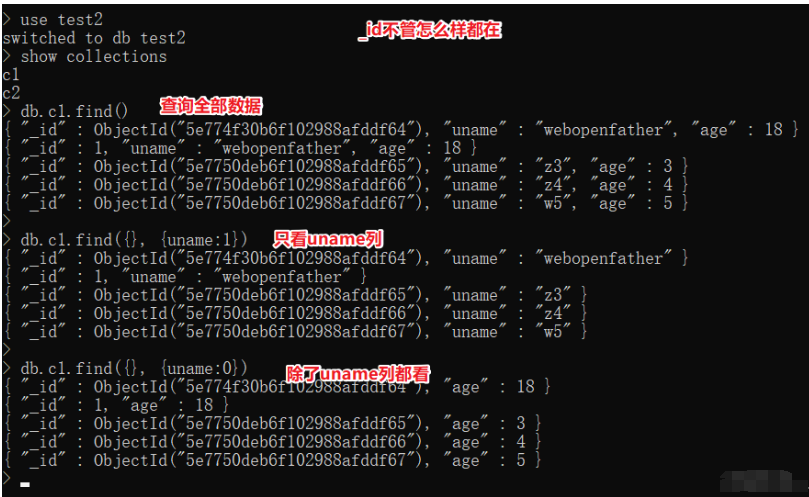 > use test2
_id不管怎么样都在
switched to db test2
> show collections
c1
c2
> db.c1.find()
查询全部数据
{ "_id" : ObjectId("5e774f30b6f102988afddf64"), "uname" : "webopenfather", "age" : 18 }
{ "_id" : 1, "uname" : "webopenfather", "age" : 18 }
{ "_id" : ObjectId("5e7750deb6f102988afddf65"), "uname" : "z3", "age" : 3 }
{ "_id" : ObjectId("5e7750deb6f102988afddf66"), "uname" : "z4", "age" : 4 }
{ "_id" : ObjectId("5e7750deb6f102988afddf67"), "uname" : "w5", "age" : 5 }
>
> db.c1.find({}, {uname:1})
只看uname列
{ "_id" : ObjectId("5e774f30b6f102988afddf64"), "uname" : "webopenfather" }
{ "_id" : 1, "uname" : "webopenfather" }
{ "_id" : ObjectId("5e7750deb6f102988afddf65"), "uname" : "z3" }
{ "_id" : ObjectId("5e7750deb6f102988afddf66"), "uname" : "z4" }
{ "_id" : ObjectId("5e7750deb6f102988afddf67"), "uname" : "w5" }
>
> db.c1.find({}, {uname:0})
除了uname列都看
{ "_id" : ObjectId("5e774f30b6f102988afddf64"), "age" : 18 }
{ "_id" : 1, "age" : 18 }
{ "_id" : ObjectId("5e7750deb6f102988afddf65"), "age" : 3 }
{ "_id" : ObjectId("5e7750deb6f102988afddf66"), "age" : 4 }
{ "_id" : ObjectId("5e7750deb6f102988afddf67"), "age" : 5 }
>